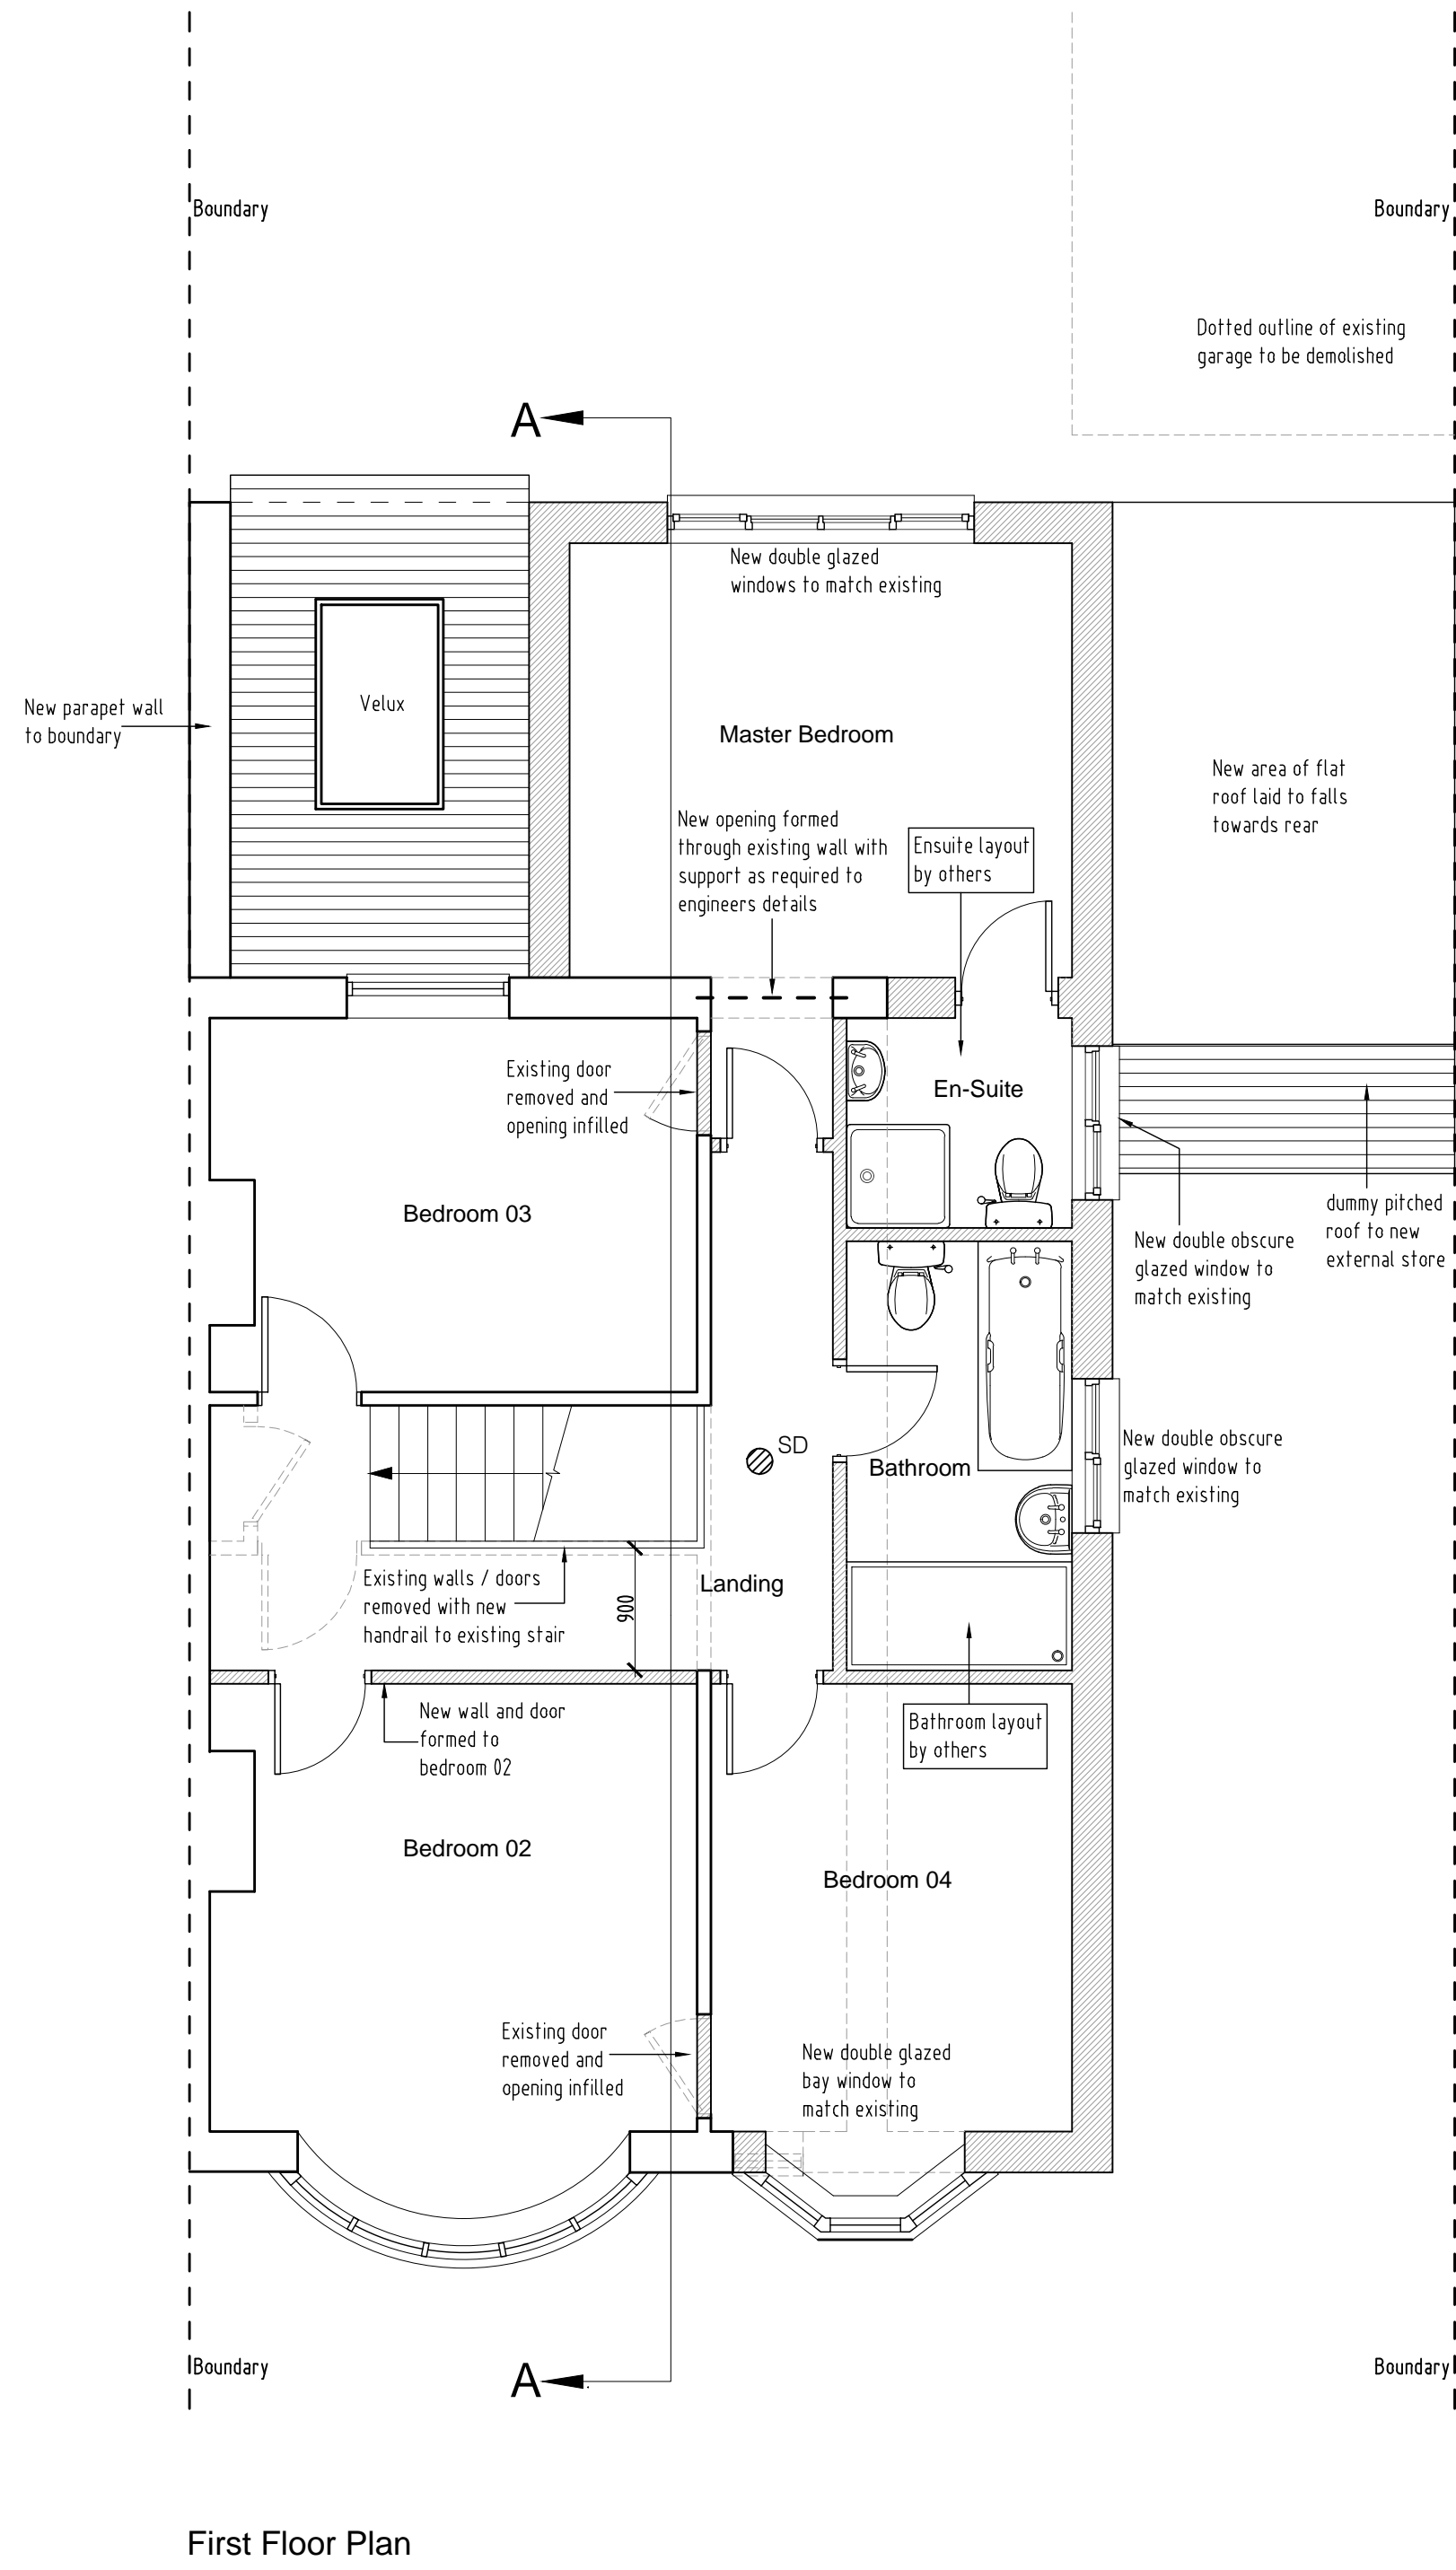 Boundary
Boundary
Dotted outline of existing
garage to be demolished
A
New double glazed
windows to match existing
Velux
New parapet wall
to boundary
Master Bedroom
New area of flat
roof laid to falls
towards rear
New opening formed
through existing wall with
support as required to
engineers details
Ensuite layout
by others
Existing door
removed and
opening infilled
En-Suite
Bedroom 03
dummy pitched
roof to new
external store
New double obscure
glazed window to
match existing
SD
New double obscure
glazed window to
match existing
Bathroom
Existing walls / doors
removed with new
handrail to existing stair
900
Landing
New wall and door
formed to
bedroom 02
Bathroom layout
by others
Bedroom 02
Bedroom 04
Existing door
removed and
opening infilled
New double glazed
bay window to
match existing
Boundary
A
Boundary
First Floor Plan